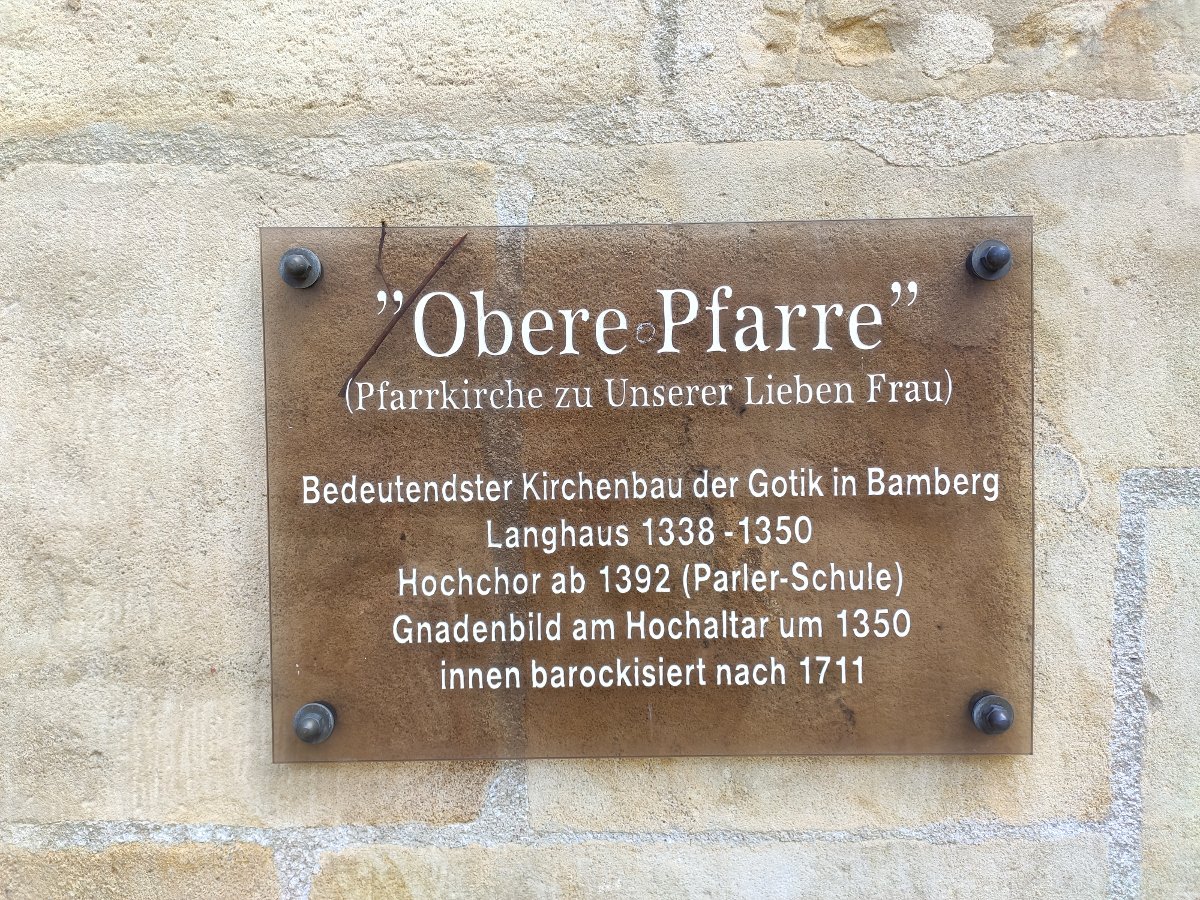 ”Obere Pfarre”
(Pfarrkirche zu Unserer Lieben Frau)
Bedeutendster Kirchenbau der Gotik in Bamberg
Langhaus 1338 - 1350
Hochchor ab 1392 (Parler-Schule)
Gnadenbild am Hochaltar um 1350
innen barockisiert nach 1711